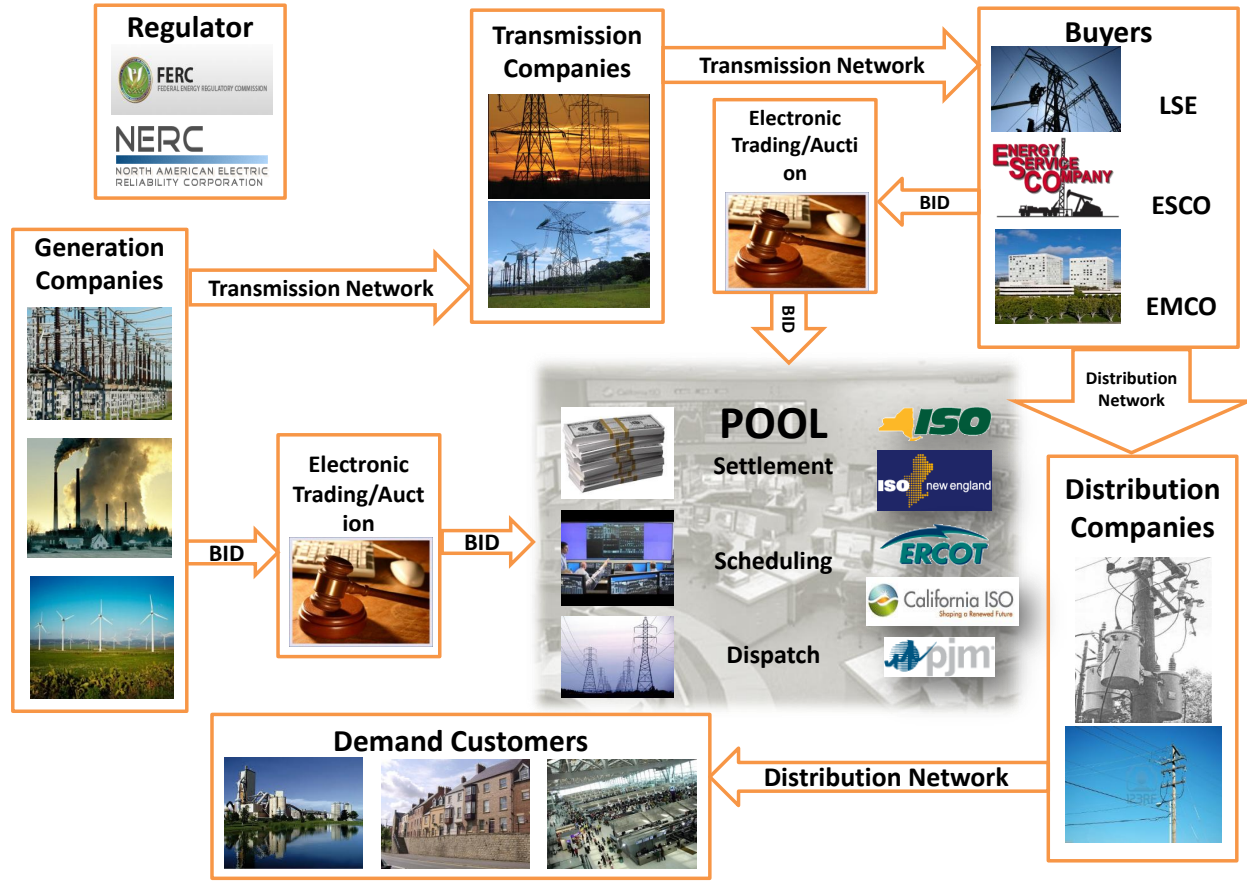 Regulator
FERC
FEDERAL ENERGY REGULATORY COMMISSION
NERC
NORTH AMERICAN ELECTRIC
RELIABILITY CORPORATION
Transmission
Companies
Transmission Network
Buyers
LSE
ENERGY
SERVICE
COMPANY
ESCO
EMCO
Electronic
Trading/Aucti
on
BID
BID
Generation
Companies
Transmission Network
BID
Electronic
Trading/Auct
ion
BID
California ISO
POOL
Settlement
Scheduling
Dispatch
ISO
ISO new england
ERCOT
California ISO
Shaping a Renewed Future
pjm
Distribution
Network
Distribution
Companies
Distribution Network
Demand Customers